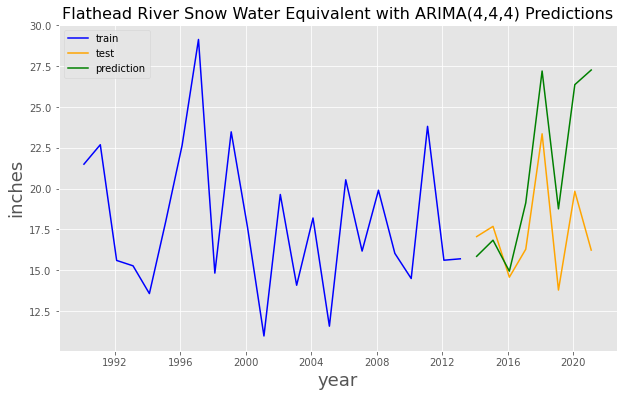 Flathead River Snow Water Equivalent with ARIMA(4,4,4) Predictions
train
test
prediction
30.0
27.5
25.0
22.5
20.0
17.5
15.0
12.5
inches
1992 1996 2000 2004 2008 2012 2016 2020
year